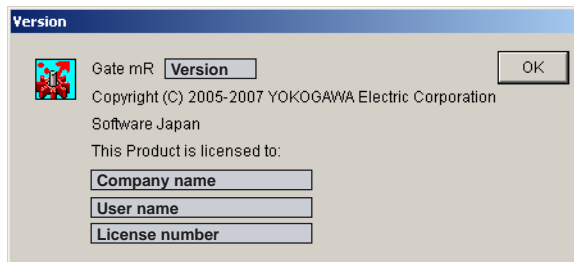 Version
Gate mR Version
OK
Copyright (C) 2005-2007 YOKOGAWA Electric Corporation
Software Japan
This Product is licensed to:
Company name
User name
License number